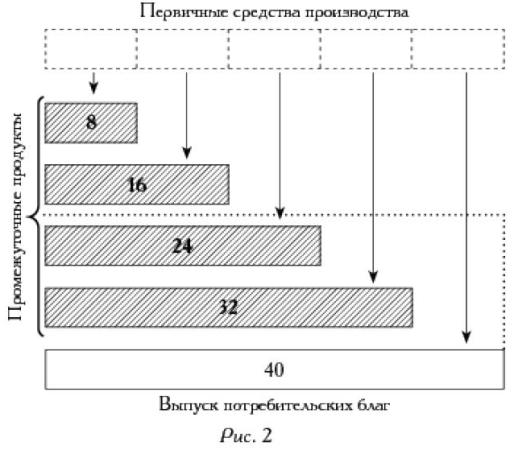 Первичные средства производства
Промежуточные продукты
8
16
24
32
40
Выпуск потребительских благ
Рис. 2